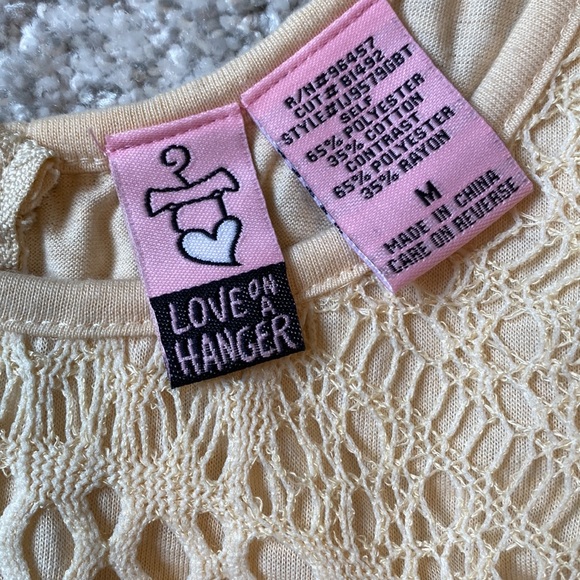 LOVE ON
A
HANGER
R/N#96457
CUT# 81492
STYLE#1J9579GBT
SELF
65% POLYESTER
35% COTTON
CONTRAST
65% POLYESTER
35% RAYON
M
MADE IN CHINA
CARE ON REVERSE